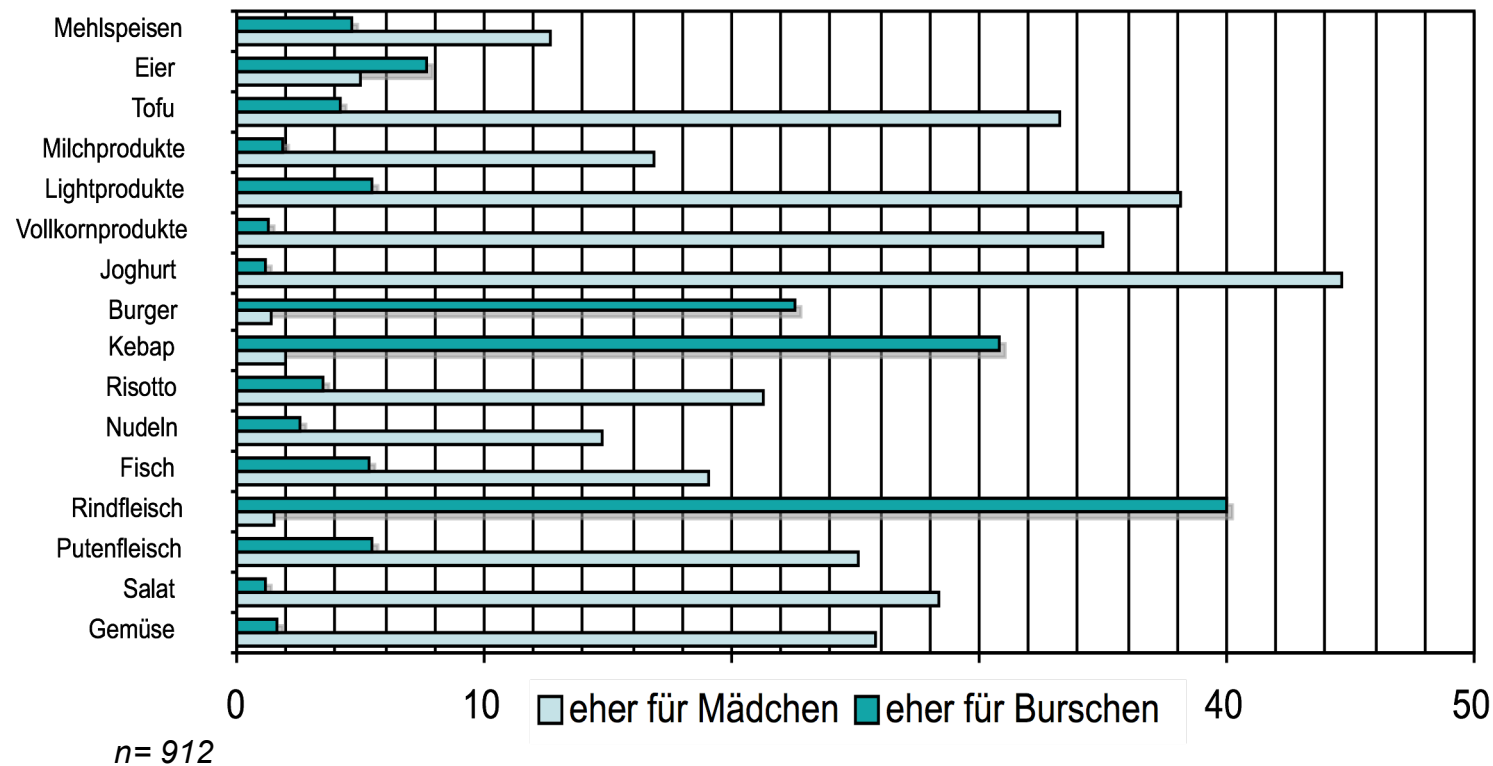 Mehlspeisen
Eier
Tofu
Milchprodukte
Lightprodukte
Vollkornprodukte
Joghurt
Burger
Kebap
Risotto
Nudeln
Fisch
Rindfleisch
Putenfleisch
Salat
Gemüse
0 10 40 50
eher für Mädchen eher für Burschen
n= 912